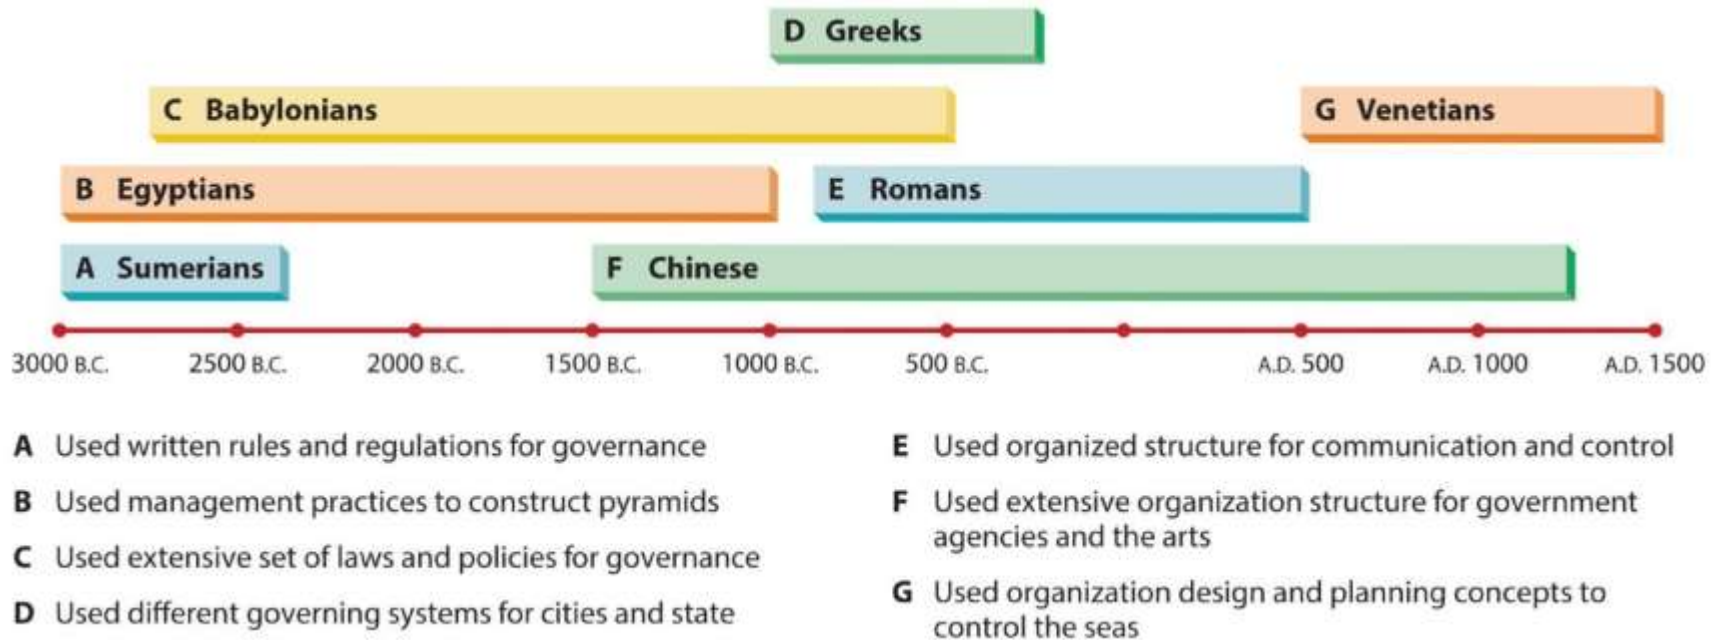 D Greeks
C Babylonians
G Venetians
B Egyptians
E Romans
A Sumerians
F Chinese
3000 B.C. 2500 B.C. 2000 B.C. 1500 B.C. 1000 B.C. 500 B.C. A.D. 500 A.D. 1000 A.D. 1500
A Used written rules and regulations for governance
B Used management practices to construct pyramids
C Used extensive set of laws and policies for governance
D Used different governing systems for cities and state
E Used organized structure for communication and control
F Used extensive organization structure for government
agencies and the arts
G Used organization design and planning concepts to
control the seas